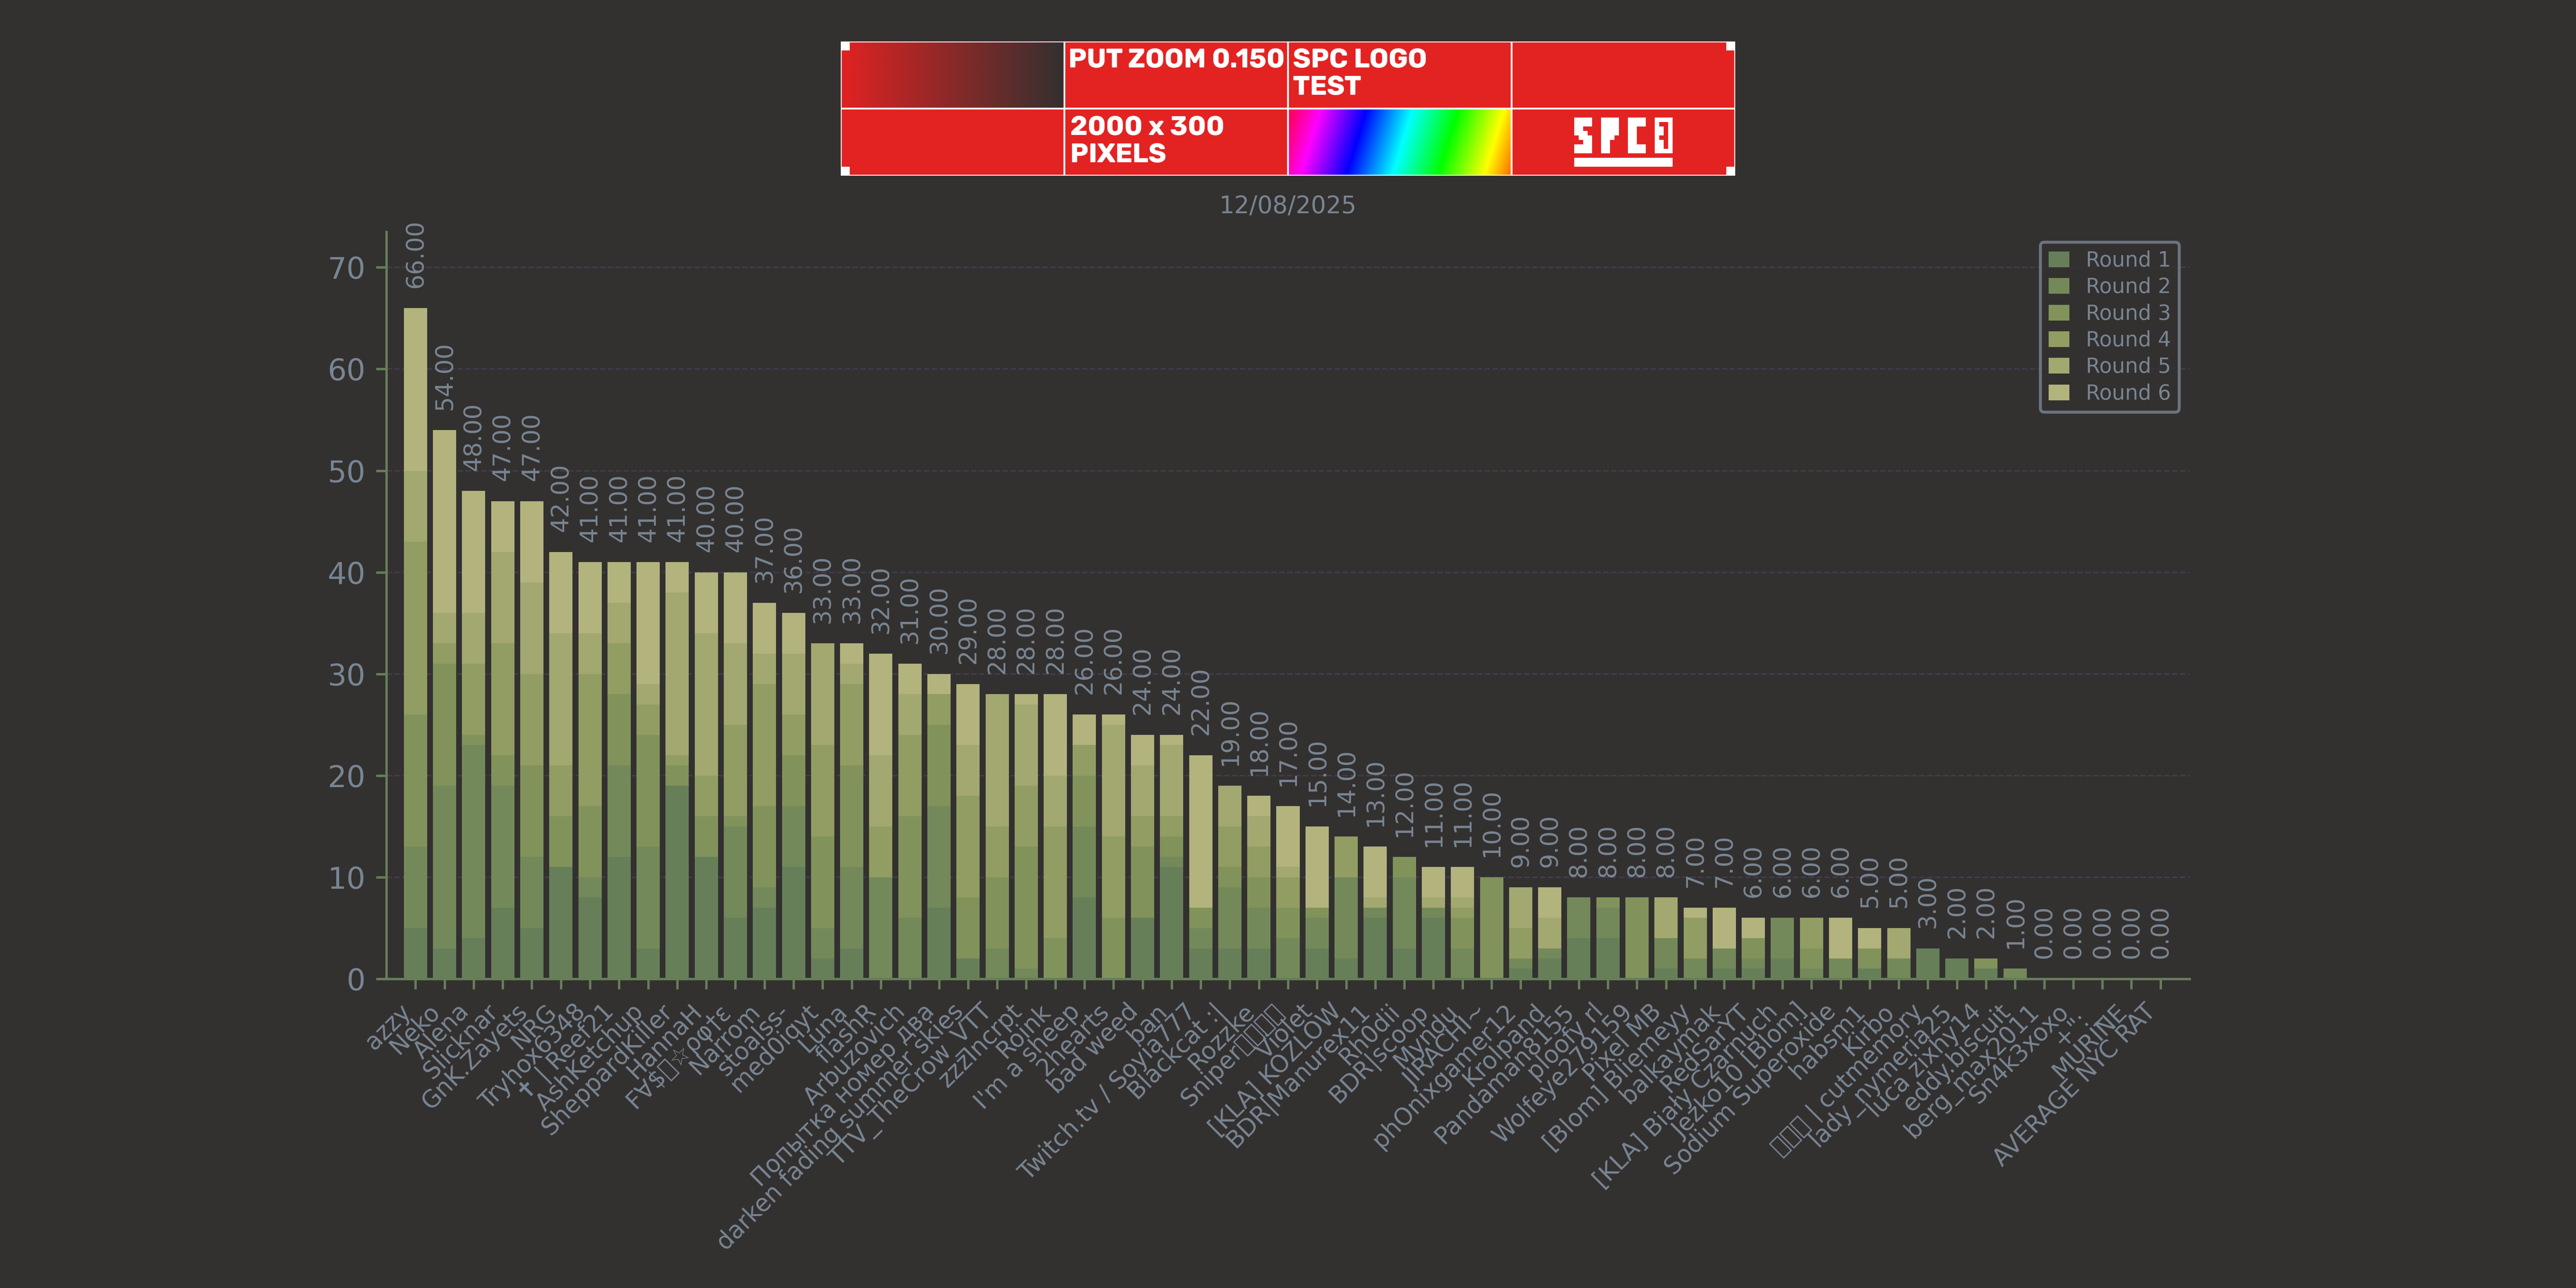 PUT ZOOM 0.150
SPC LOGO
TEST
2000 x 300
PIXELS
SPC
12/08/2025
70
60
50
40
30
20
10
0
66.00
54.00
48.00
47.00
47.00
42.00
41.00
41.00
41.00
41.00
40.00
40.00
37.00
36.00
33.00
33.00
32.00
31.00
30.00
29.00
28.00
28.00
28.00
26.00
26.00
24.00
24.00
22.00
19.00
18.00
17.00
15.00
14.00
13.00
12.00
11.00
11.00
10.00
9.00
9.00
8.00
8.00
8.00
8.00
7.00
7.00
6.00
6.00
6.00
6.00
5.00
5.00
3.00
2.00
2.00
1.00
0.00
0.00
0.00
0.00
0.00
Round 1
Round 2
Round 3
Round 4
Round 5
Round 6
azzy
Neko
Alena
Slicknar
GnK.Zayets
NRG
Tryhox6348
✝ | Reef21
AshKetchup
SheppardKiller
HannaH
Narrom
stoalss-
med0lqyt
Luna
flashR
Arbuzovich
Попытка номер два
darken fading summer skies
TTV_TheCrow_VTT
zzzincrpt
Roink
I'm a sheep
2hearts
bad weed
ban
Twitch.tv / Soyla777
Blackcat :|
Rozzke
Sniper
Violet
[KLA] KOZLOW
BDR|Manurex11
Rhodii
BDR|scoop
Myndu
JIRACHI~
phOnixgamer12
Krolpand
Pandaman8155
ploofy rl
Wolfeye279159
Pixel MB
[Blom] Bliemeyy
balkaymak
RedSarYT
[KLA] Biały Czarnuch
Jezko10 [Blom]
Sodium Superoxide
habsm1
Kirbo
| cutmemory
lady_nymeria25
luca zixhy14
eddy.biscuit
berg_max2011
Sn4k3xoxo
+".
MURINE
AVERAGE NYC RAT